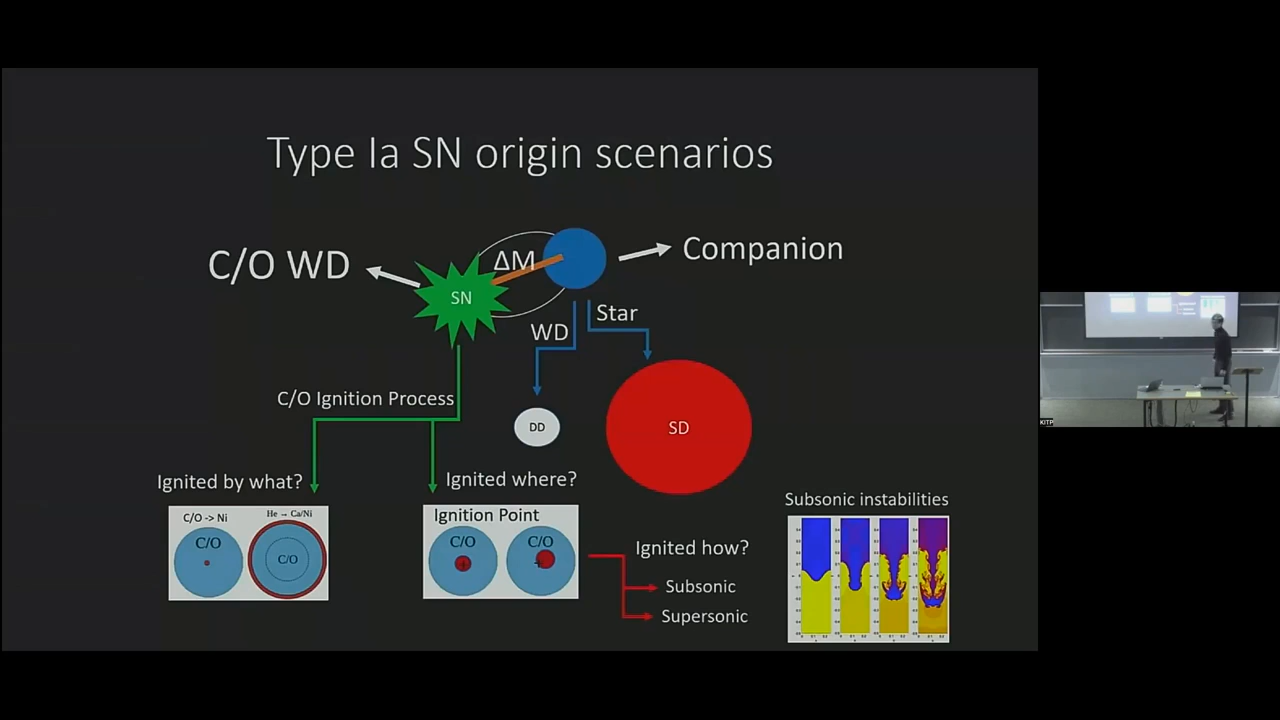 Type Ia SN origin scenarios
C/O WD
ΔM
Companion
SN
WD
Star
C/O Ignition Process
DD
SD
Ignited by what?
Ignited where?
C/O -> Ni
He → Ca/Ni
C/O
C/O
Ignition Point
C/O
C/O
Ignited how?
Subsonic
Supersonic
Subsonic instabilities
KITP